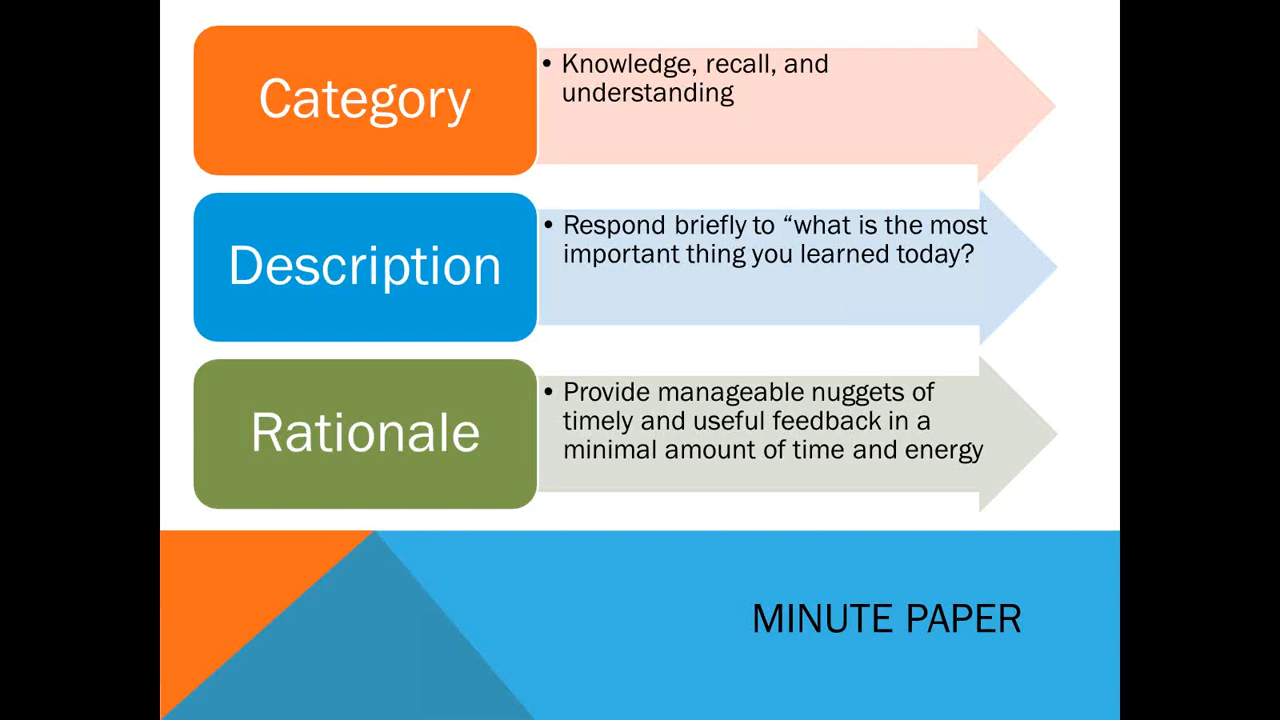 Category
• Knowledge, recall, and
understanding
Description
• Respond briefly to “what is the most
important thing you learned today?
Rationale
• Provide manageable nuggets of
timely and useful feedback in a
minimal amount of time and energy
MINUTE PAPER